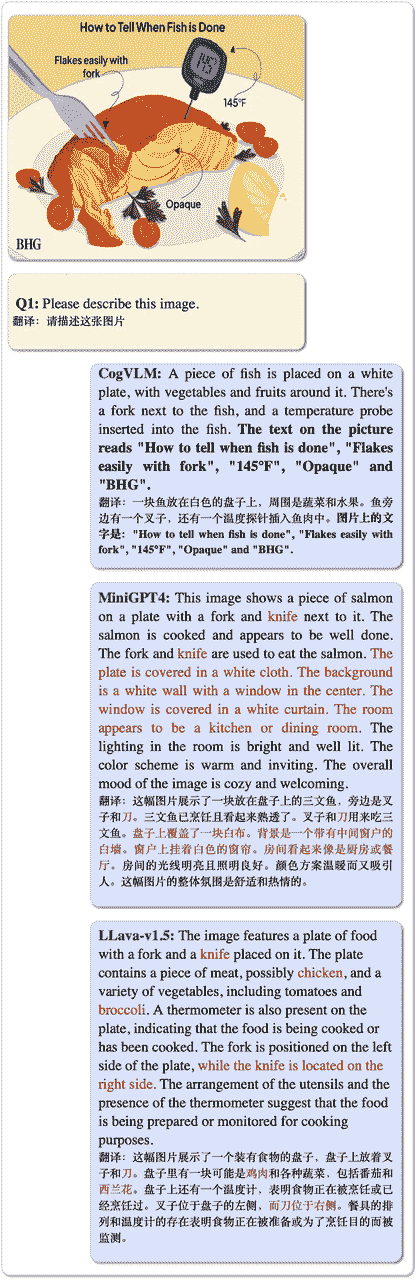 How to Tell When Fish is Done
Flakes easily with
fork
145°F
Opaque
BHG
Q1: Please describe this image.
翻译：请描述这张图片
CogVLM: A piece of fish is placed on a white
plate, with vegetables and fruits around it. There's
a fork next to the fish, and a temperature probe
inserted into the fish. The text on the picture
reads "How to tell when fish is done", "Flakes
easily with fork", "145°F", "Opaque" and
"BHG".
翻译：一块鱼放在白色的盘子上，周围是蔬菜和水果。鱼旁
边有一个叉子，还有一个温度探针插入鱼肉中。图片上的文
字是："How to tell when fish is done", "Flakes easily with
fork", "145°F", "Opaque" and "BHG".
MiniGPT4: This image shows a piece of salmon
on a plate with a fork and knife next to it. The
salmon is cooked and appears to be well done.
The fork and knife are used to eat the salmon. The
plate is covered in a white cloth. The background
is a white wall with a window in the center. The
window is covered in a white curtain. The room
appears to be a kitchen or dining room. The
lighting in the room is bright and well lit. The
color scheme is warm and inviting. The overall
mood of the image is cozy and welcoming.
翻译：这幅图片展示了一块放在盘子上的三文鱼，旁边是叉
子和刀。三文鱼已烹饪且看起来熟透了。叉子和刀用来吃三
文鱼。盘子上覆盖了一块白布。背景是一个带有中间窗户的
白墙。窗户上挂着白色的窗帘。房间看起来像是厨房或餐
厅。房间的光线明亮且照明良好。颜色方案温暖而又吸引
人。这幅图片的整体氛围是舒适和热情的。
LLava-v1.5: The image features a plate of food
with a fork and a knife placed on it. The plate
contains a piece of meat, possibly chicken, and a
variety of vegetables, including tomatoes and
broccoli. A thermometer is also present on the
plate, indicating that the food is being cooked or
has been cooked. The fork is positioned on the left
side of the plate, while the knife is located on the
right side. The arrangement of the utensils and the
presence of the thermometer suggest that the food
is being prepared or monitored for cooking
purposes.
翻译：这幅图片展示了一个装有食物的盘子，盘子上放着叉
子和刀。盘子里有一块可能是鸡肉和各种蔬菜，包括番茄和
西兰花。盘子上还有一个温度计，表明食物正在被烹饪或已
经烹饪过。叉子位于盘子的左侧，而刀位于右侧。餐具的排
列和温度计的存在表明食物正在被准备或为了烹饪目的而被
监测。